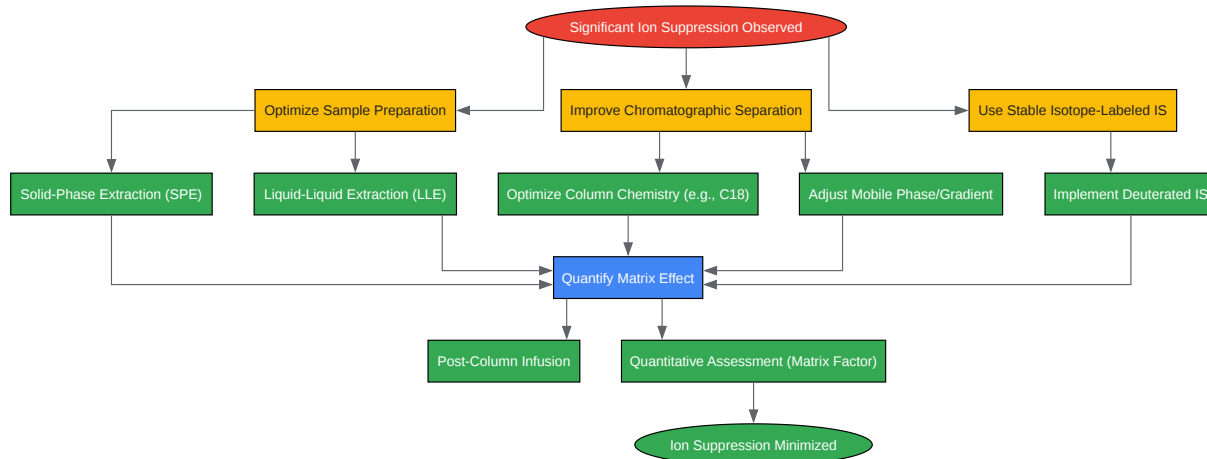 Significant Ion Suppression Observed
Optimize Sample Preparation
Improve Chromatographic Separation
Use Stable Isotope-Labeled IS
Solid-Phase Extraction (SPE)
Liquid-Liquid Extraction (LLE)
Optimize Column Chemistry (e.g., C18)
Adjust Mobile Phase/Gradient
Implement Deuterated IS
Quantify Matrix Effect
Post-Column Infusion
Quantitative Assessment (Matrix Factor)
Ion Suppression Minimized